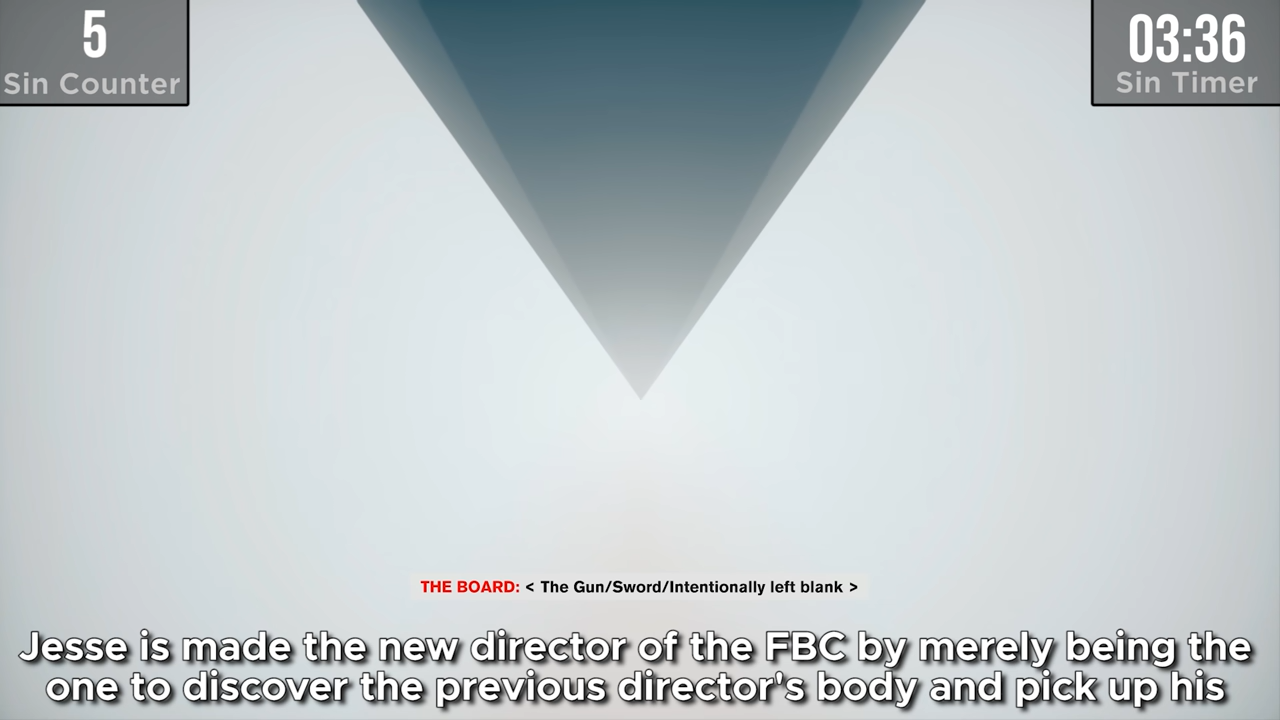 5
Sin Counter
03:36
Sin Timer
THE BOARD: < The Gun/Sword/Intentionally left blank >
Jesse is made the new director of the FBC by merely being the
one to discover the previous director's body and pick up his